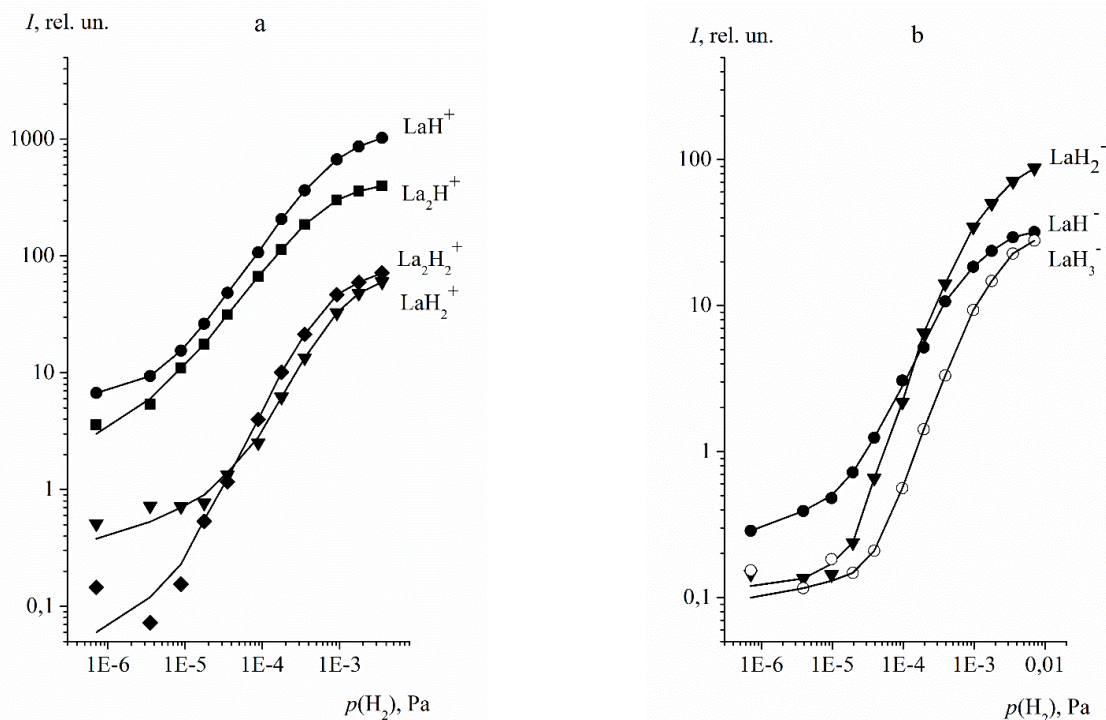 I, rel. un.
a
1000
100
10
1
0,1
1E-6
1E-5
1E-4
1E-3
p(H₂), Pa
LaH⁺
La₂H⁺
La₂H₂⁺
LaH₂⁺
I, rel. un.
b
100
10
1
0,1
1E-6
1E-5
1E-4
1E-3
0,01
p(H₂), Pa
LaH₂⁻
LaH⁻
LaH₃⁻